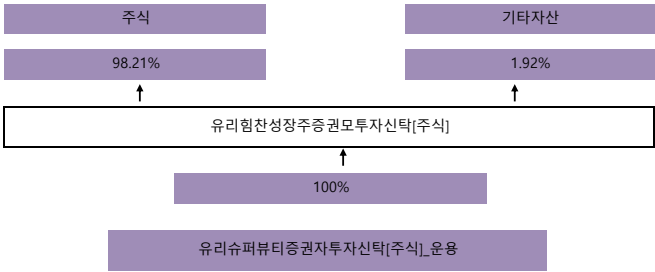 주식
기타자산
98.21%
1.92%
유리힘찬성장주증권모투자신탁[주식]
100%
유리슈퍼뷰티증권자투자신탁[주식]_운용